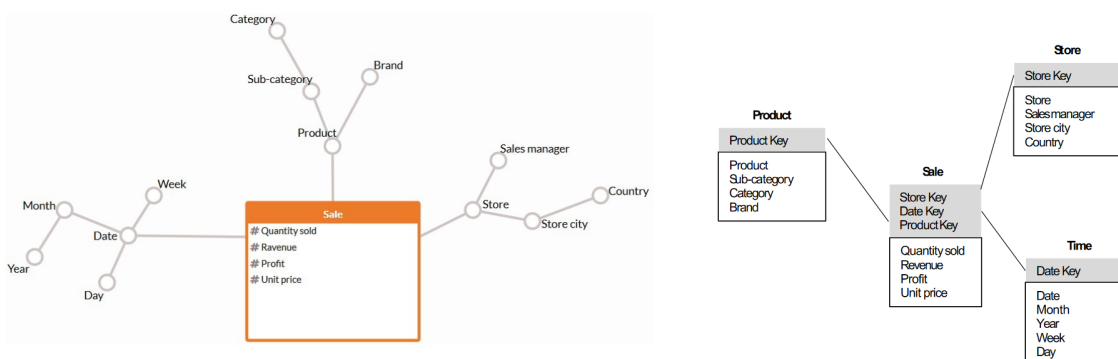 Category
Sub-category
Brand
Product
Sales manager
Week
Month
Date
Year
Day
Store
Country
Store city
Sale
# Quantity sold
# Ravenue
# Profit
# Unit price
Product
Product Key
Product
Sub-category
Category
Brand
Sale
Store Key
Date Key
Product Key
Quantity sold
Revenue
Profit
Unit price
Store
Store Key
Store
Sales manager
Store city
Country
Time
Date Key
Date
Month
Year
Week
Day